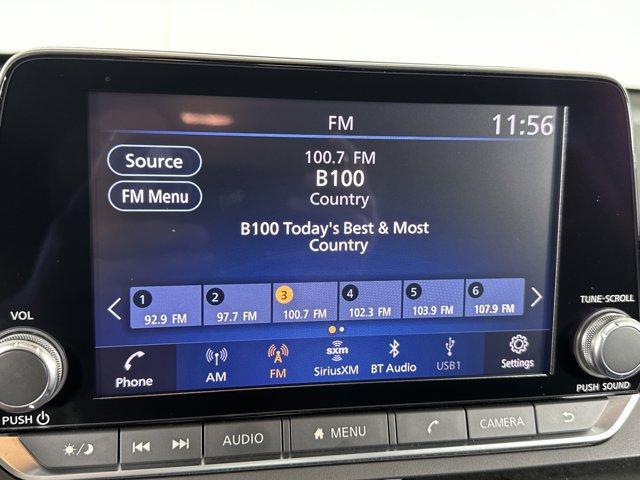 FM
11:56
Source
100.7 FM
B100
FM Menu
Country
B100 Today's Best & Most
Country
1 2 3 4 5 6
92.9 FM 97.7 FM 100.7 FM 102.3 FM 103.9 FM 107.9 FM
VOL
TUNE-SCROLL
Phone
AM
FM
sxm
SiriusXM
BT Audio
USB1
Settings
PUSH
PUSH SOUND
AUDIO
MENU
CAMERA